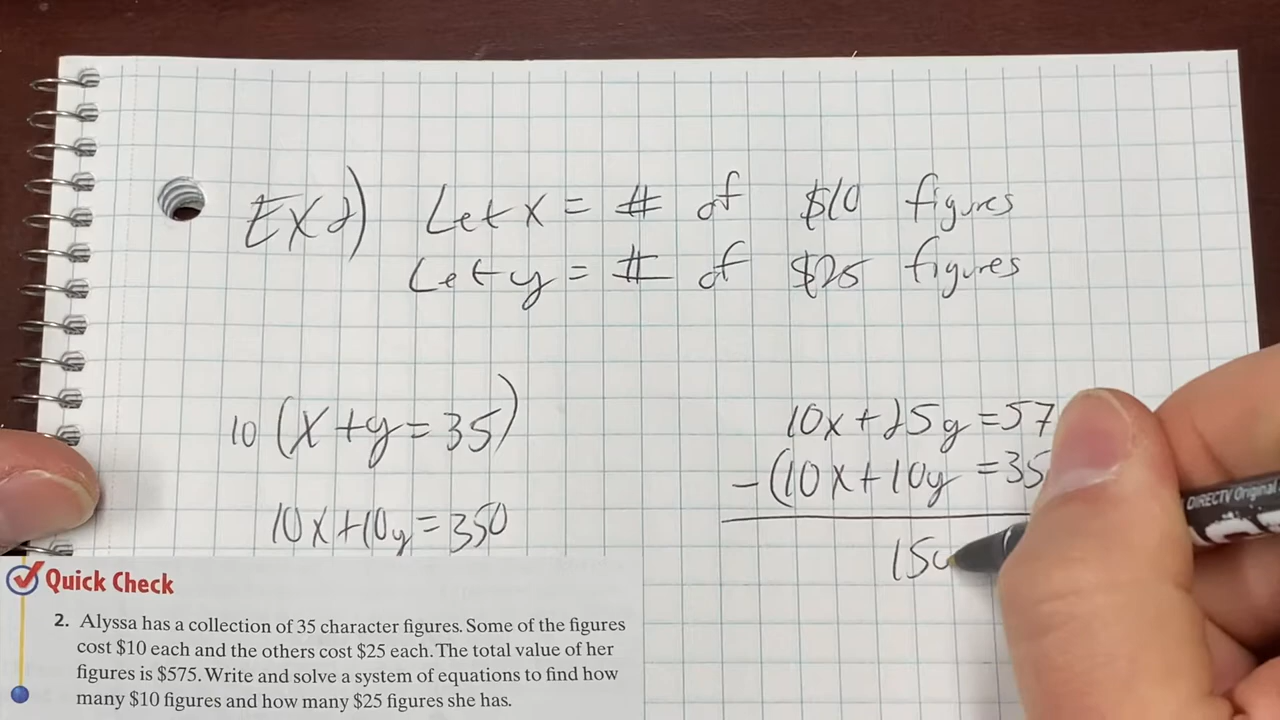 Ex 2) Let x = # of $10 figures
Let y = # of $25 figures
10 (x + y = 35)
10x + 10y = 350
10x + 25y = 57
- (10x + 10y = 35
15
DIRECTV Original
Quick Check
2. Alyssa has a collection of 35 character figures. Some of the figures
cost $10 each and the others cost $25 each. The total value of her
figures is $575. Write and solve a system of equations to find how
many $10 figures and how many $25 figures she has.